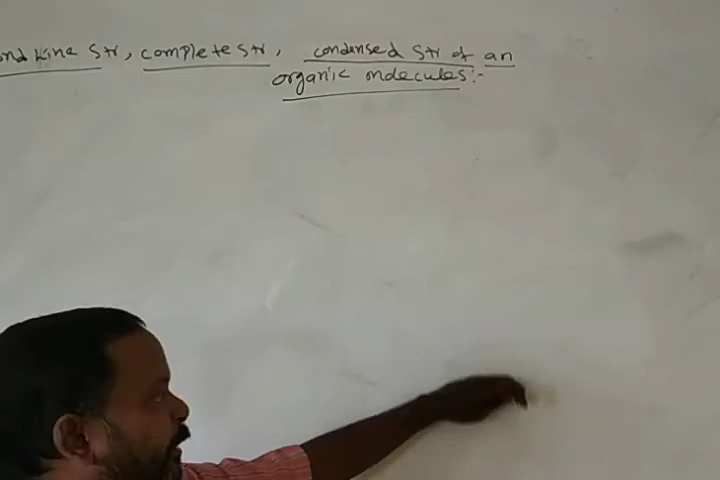 nd Line Str, complete str, condensed Str of an
organic molecules:-